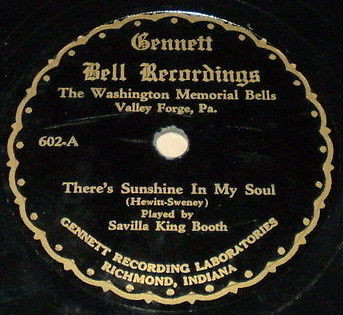 Gennett
Bell Recordings
The Washington Memorial Bells
Valley Forge, Pa.
602-A
There's Sunshine In My Soul
(Hewitt-Sweney)
Played by
Savilla King Booth
GENNETT RECORDING LABORATORIES
RICHMOND, INDIANA